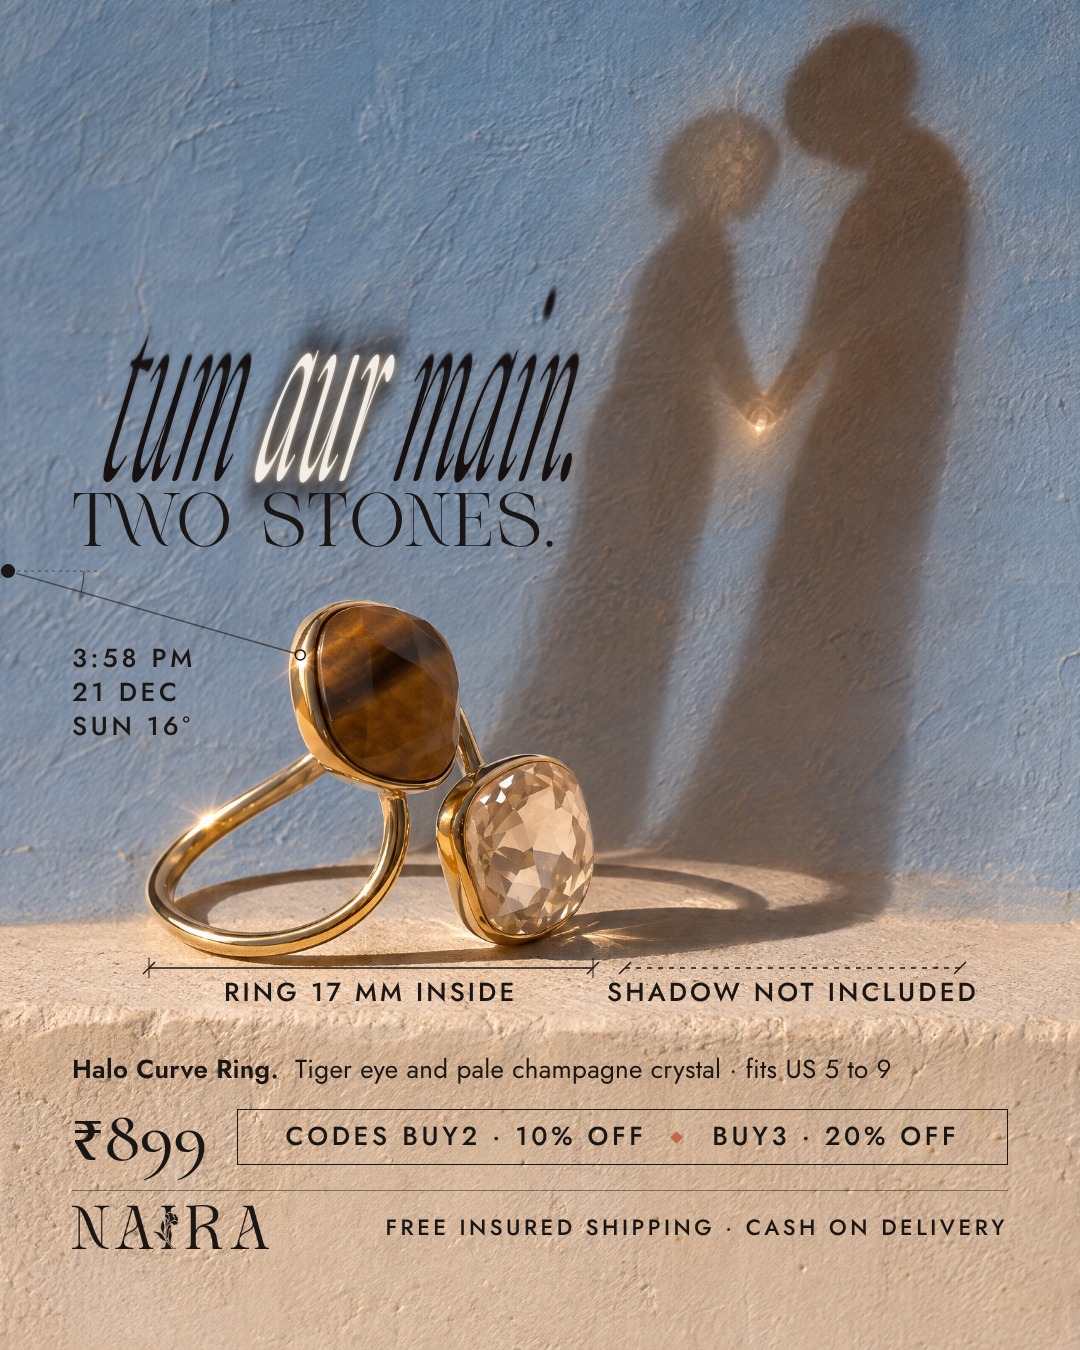 tum aur main.
TWO STONES.
3:58 PM
21 DEC
SUN 16°
RING 17 MM INSIDE
SHADOW NOT INCLUDED
Halo Curve Ring. Tiger eye and pale champagne crystal · fits US 5 to 9
₹899
CODES BUY2 · 10% OFF ◆ BUY3 · 20% OFF
NAIRA
FREE INSURED SHIPPING · CASH ON DELIVERY